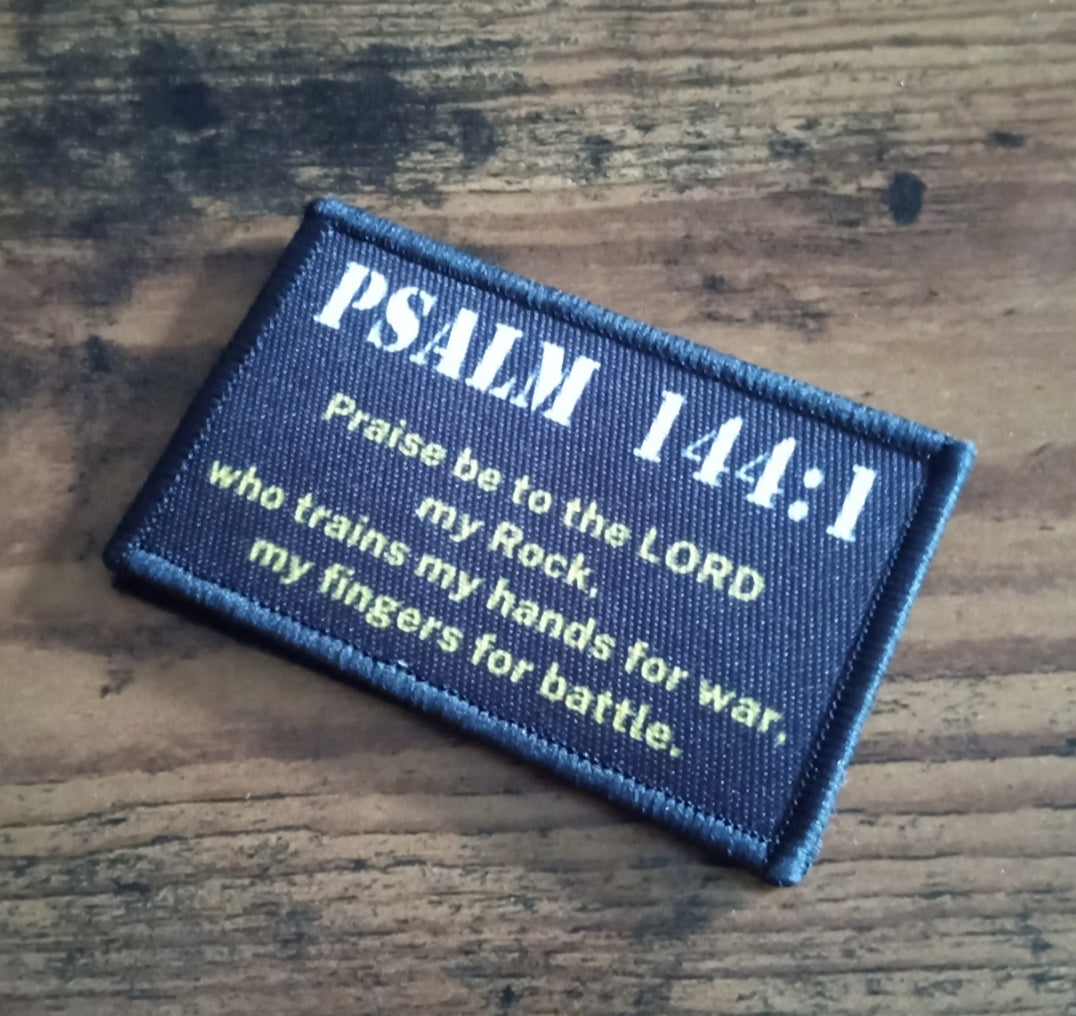 PSALM 144:1
Praise be to the LORD
my Rock,
who trains my hands for war,
my fingers for battle.